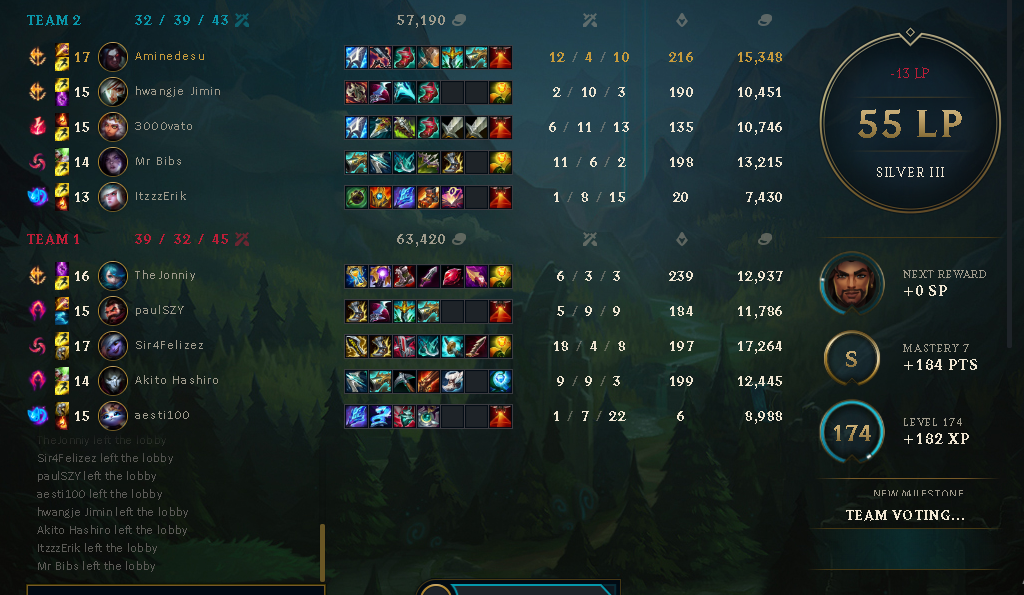 TEAM 2 32 / 39 / 43 57,190
17 Aminedesu 12 / 4 / 10 216 15,348
15 hwangje Jimin 2 / 10 / 3 190 10,451
15 3000vato 6 / 11 / 13 135 10,746
14 Mr Bibs 11 / 6 / 2 198 13,215
13 ItzzzErik 1 / 8 / 15 20 7,430
TEAM 1 39 / 32 / 45 63,420
16 TheJonniy 6 / 3 / 3 239 12,937
15 paulSZY 5 / 9 / 9 184 11,786
17 Sir4Felizez 18 / 4 / 8 197 17,264
14 Akito Hashiro 9 / 9 / 3 199 12,445
15 aesti100 1 / 7 / 22 6 8,988
TheJonniy left the lobby
Sir4Felizez left the lobby
paulSZY left the lobby
aesti100 left the lobby
hwangje Jimin left the lobby
Akito Hashiro left the lobby
ItzzzErik left the lobby
Mr Bibs left the lobby
-13 LP
55 LP
SILVER III
NEXT REWARD
+0 SP
S
MASTERY 7
+184 PTS
174
LEVEL 174
+182 XP
NEW MILESTONE
TEAM VOTING...